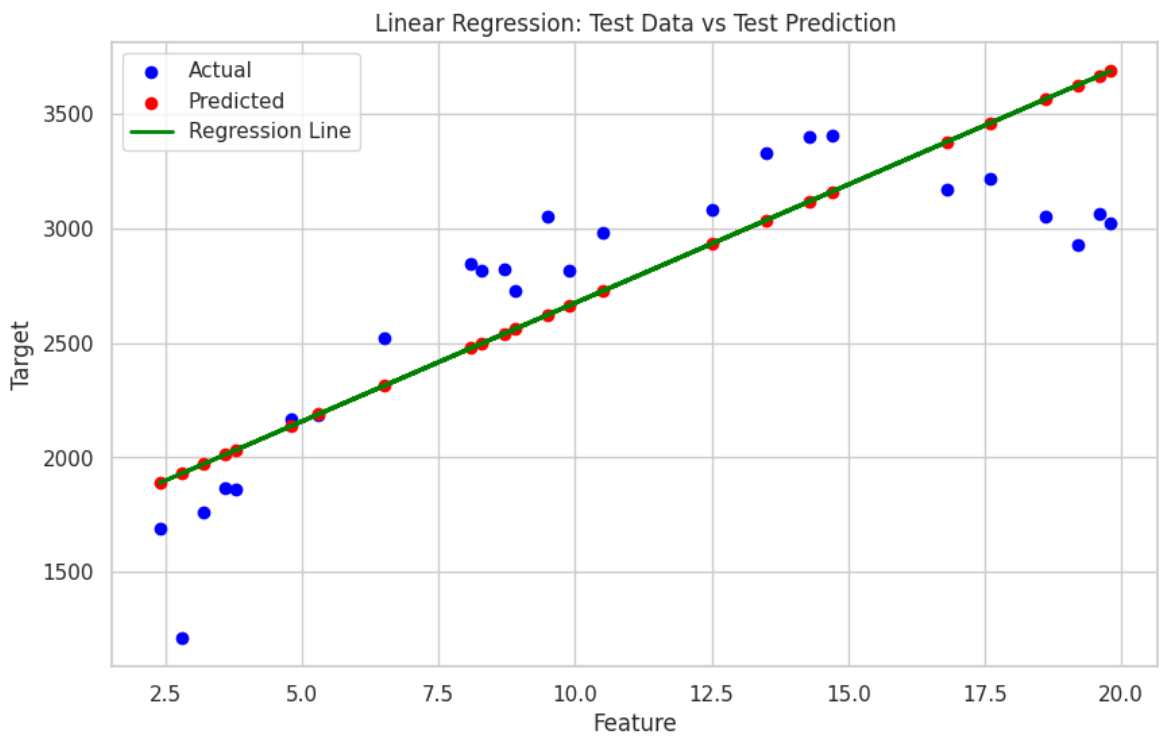 Linear Regression: Test Data vs Test Prediction
Actual
Predicted
Regression Line
3500
3000
2500
2000
1500
Target
2.5
5.0
7.5
10.0
12.5
15.0
17.5
20.0
Feature